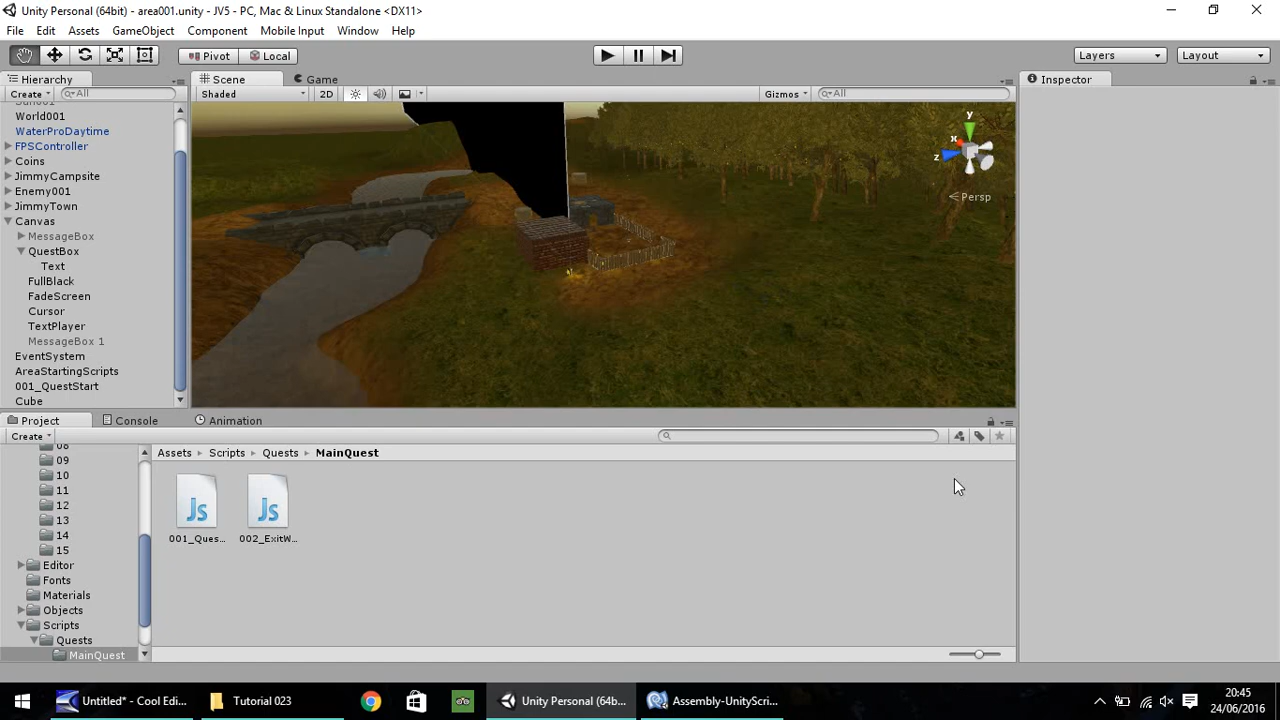 Unity Personal (64bit) - area001.unity - JV5 - PC, Mac & Linux Standalone <DX11>
File Edit Assets GameObject Component Mobile Input Window Help
Pivot Local Layers Layout
Hierarchy
Create All
World001
WaterProDaytime
FPSController
Coins
JimmyCampsite
Enemy001
JimmyTown
Canvas
MessageBox
QuestBox
Text
FullBlack
FadeScreen
Cursor
TextPlayer
MessageBox 1
EventSystem
AreaStartingScripts
001_QuestStart
Cube
Scene Game
Shaded 2D Gizmos All
y
x
z
Persp
Inspector
Project Console Animation
Create
08
09
10
11
12
13
14
15
Editor
Fonts
Materials
Objects
Scripts
Quests
MainQuest
Assets Scripts Quests MainQuest
Js Js
001_Ques... 002_ExitW...
Untitled* - Cool Edi... Tutorial 023 Unity Personal (64b... Assembly-UnityScri...
20:45
24/06/2016